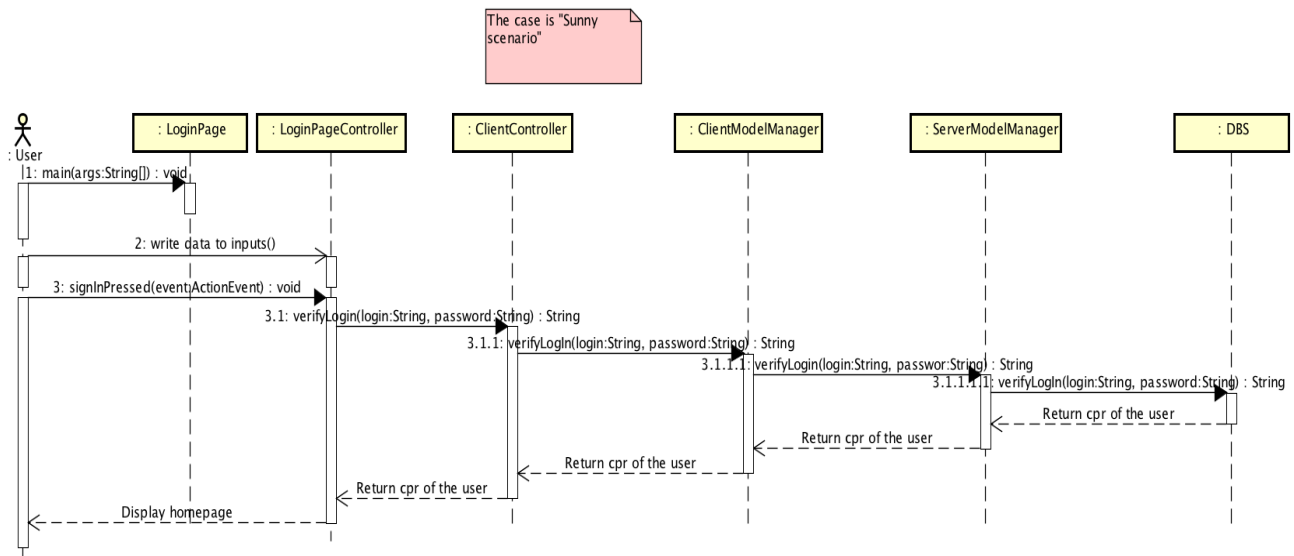 The case is "Sunny
scenario"
: User
: LoginPage
: LoginPageController
: ClientController
: ClientModelManager
: ServerModelManager
: DBS
1: main(args:String[]) : void
2: write data to inputs()
3: signInPressed(event:ActionEvent) : void
3.1: verifyLogin(login:String, password:String) : String
3.1.1: verifyLogIn(login:String, password:String) : String
3.1.1.1: verifyLogin(login:String, passwor:String) : String
3.1.1.1.1: verifyLogIn(login:String, password:String) : String
Return cpr of the user
Return cpr of the user
Return cpr of the user
Return cpr of the user
Display homepage